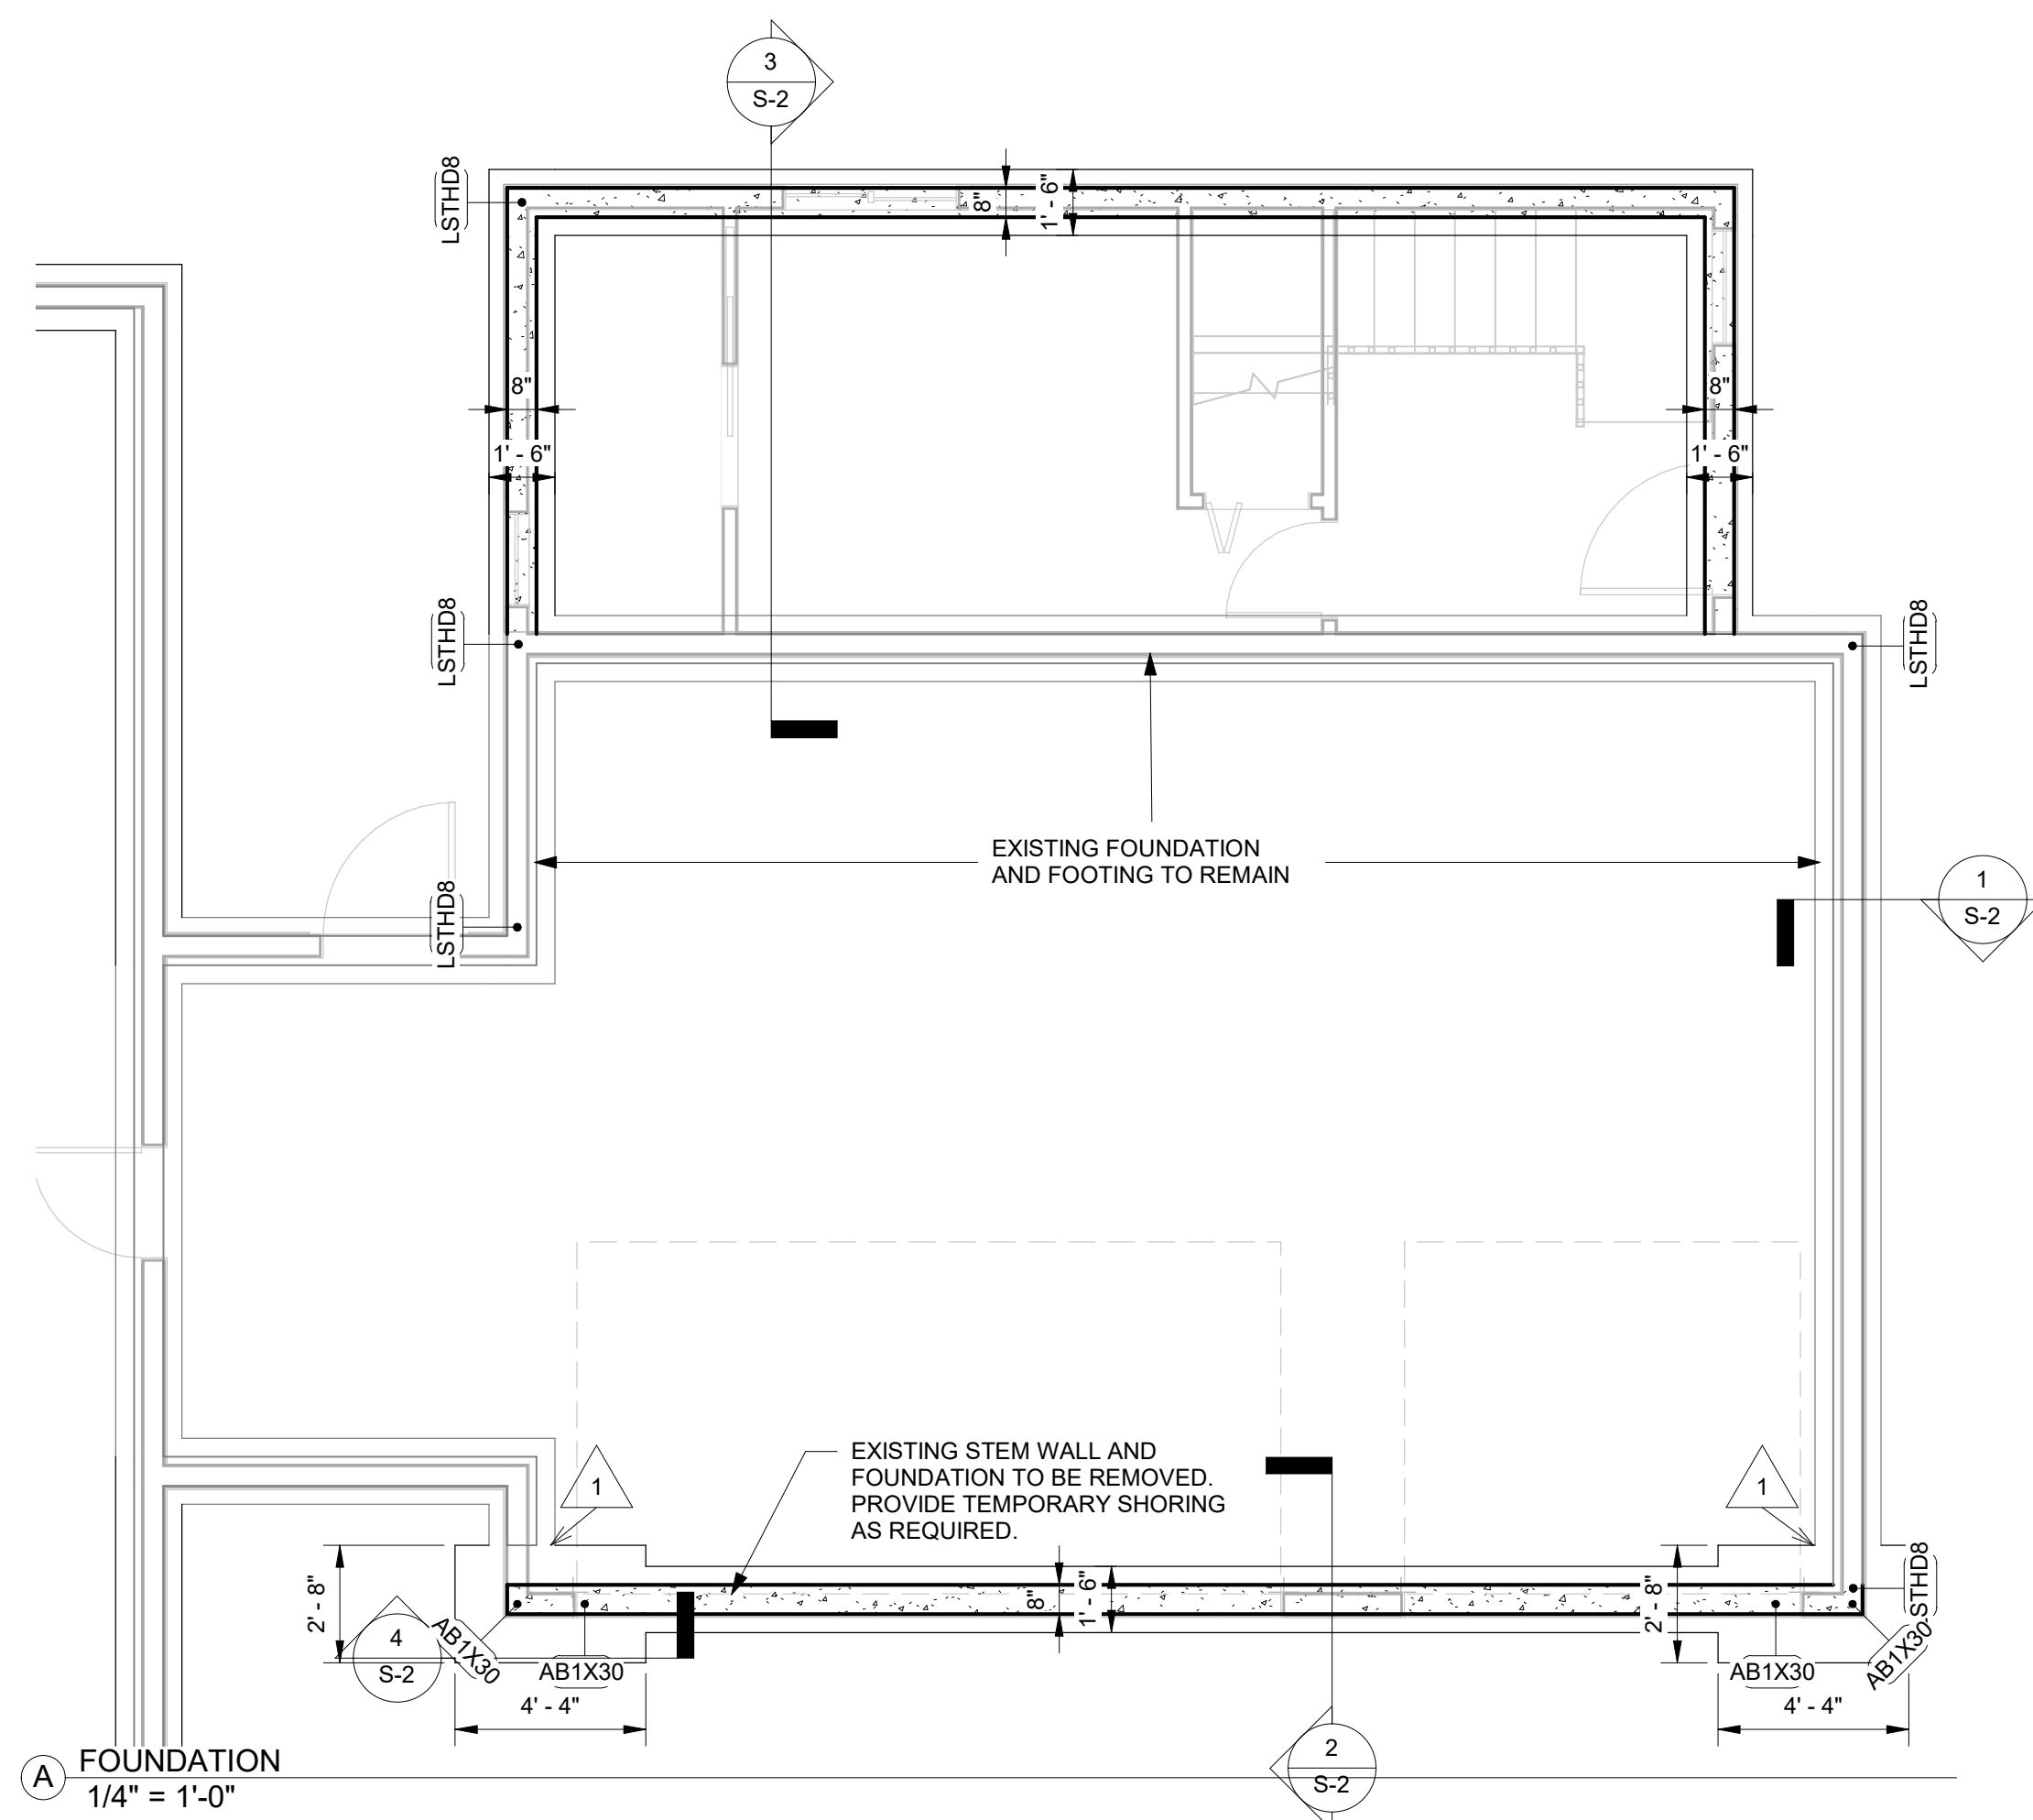 3
S-2
LSTHD8
8"
1' - 6"
8"
1' - 6"
8"
1' - 6"
LSTHD8
LSTHD8
EXISTING FOUNDATION
AND FOOTING TO REMAIN
1
S-2
LSTHD8
EXISTING STEM WALL AND
FOUNDATION TO BE REMOVED.
PROVIDE TEMPORARY SHORING
AS REQUIRED.
1
1
2' - 8"
8"
1' - 6"
2' - 8"
LSTHD8
4
S-2
AB1X30
AB1X30
AB1X30
AB1X30
4' - 4"
4' - 4"
2
S-2
A
FOUNDATION
1/4" = 1'-0"